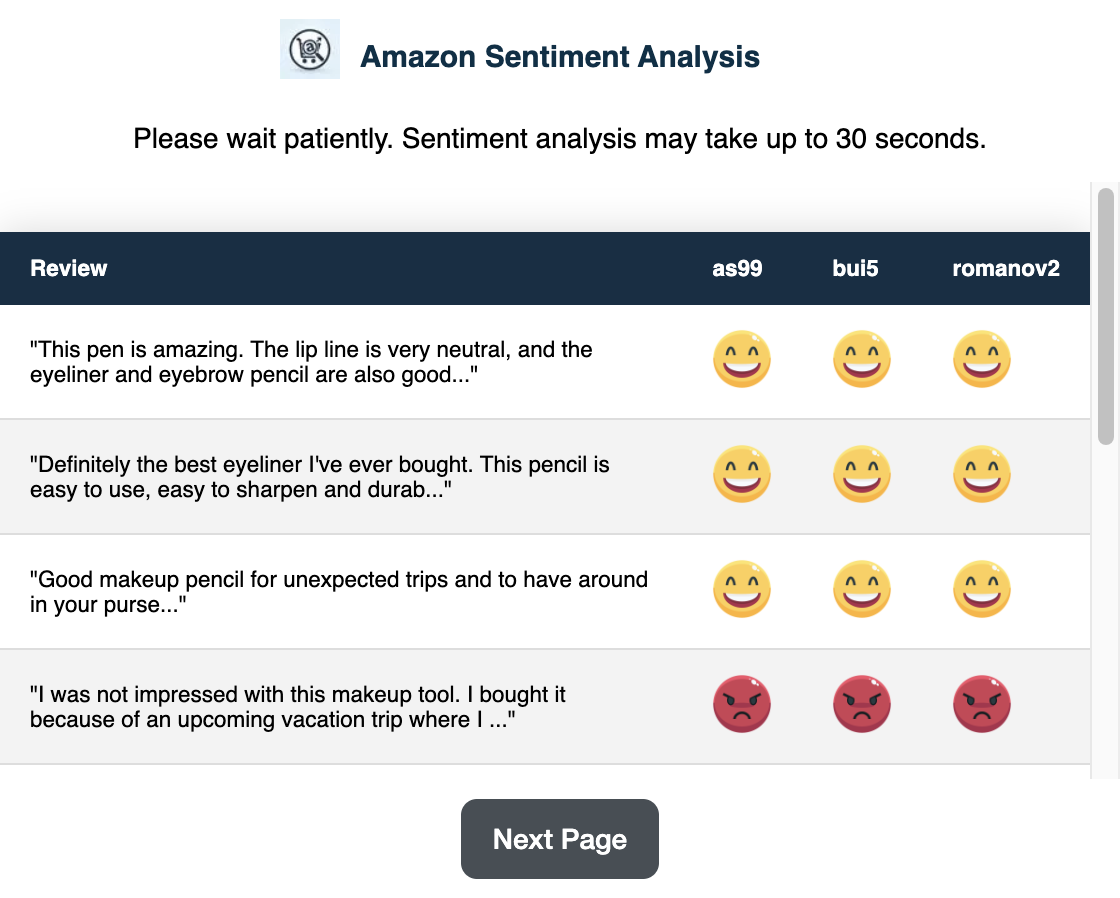 Amazon Sentiment Analysis
Please wait patiently. Sentiment analysis may take up to 30 seconds.
Review as99 bui5 romanov2
"This pen is amazing. The lip line is very neutral, and the
eyeliner and eyebrow pencil are also good..."
"Definitely the best eyeliner I've ever bought. This pencil is
easy to use, easy to sharpen and durab..."
"Good makeup pencil for unexpected trips and to have around
in your purse..."
"I was not impressed with this makeup tool. I bought it
because of an upcoming vacation trip where I ..."
Next Page